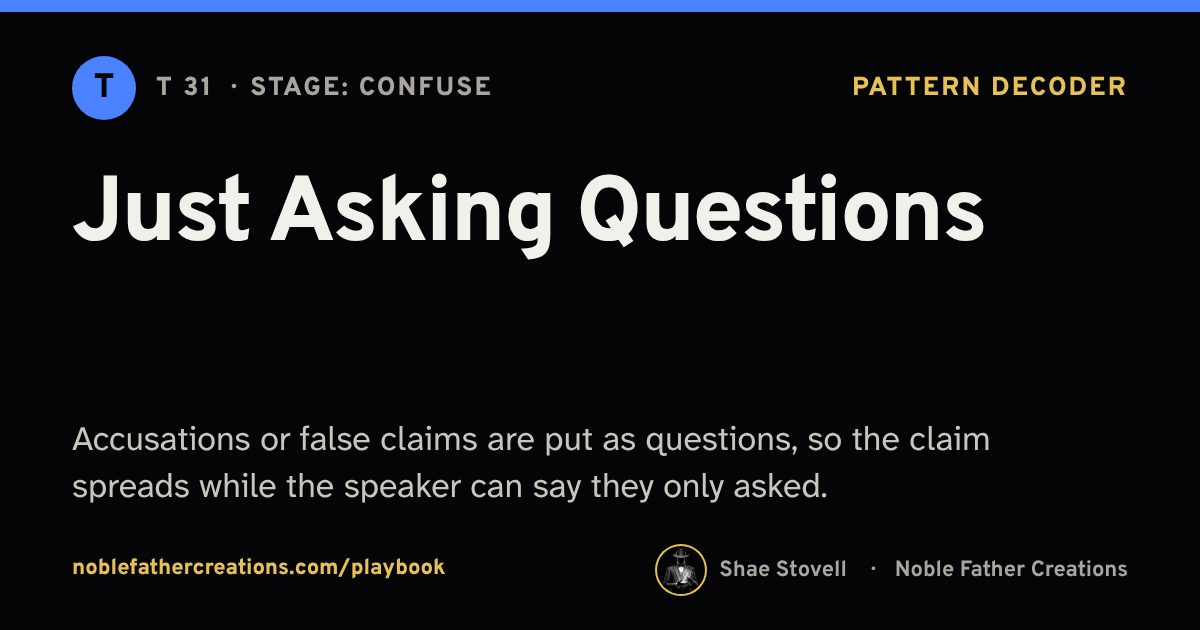 T
T 31 · STAGE: CONFUSE
PATTERN DECODER
Just Asking Questions
Accusations or false claims are put as questions, so the claim
spreads while the speaker can say they only asked.
noblefathercreations.com/playbook
Shae Stovell · Noble Father Creations